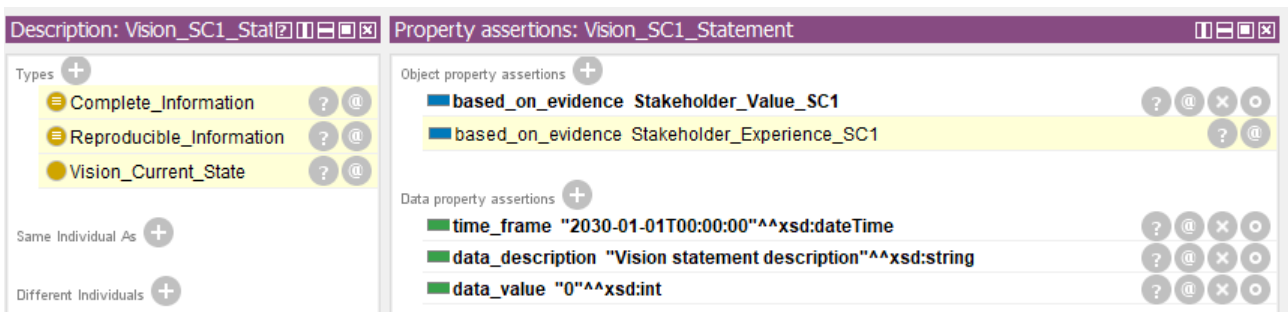 Description: Vision_SC1_Stat
Types
Complete_Information
Reproducible_Information
Vision_Current_State
Same Individual As
Different Individuals
Property assertions: Vision_SC1_Statement
Object property assertions
based_on_evidence Stakeholder_Value_SC1
based_on_evidence Stakeholder_Experience_SC1
Data property assertions
time_frame "2030-01-01T00:00:00"^^xsd:dateTime
data_description "Vision statement description"^^xsd:string
data_value "0"^^xsd:int